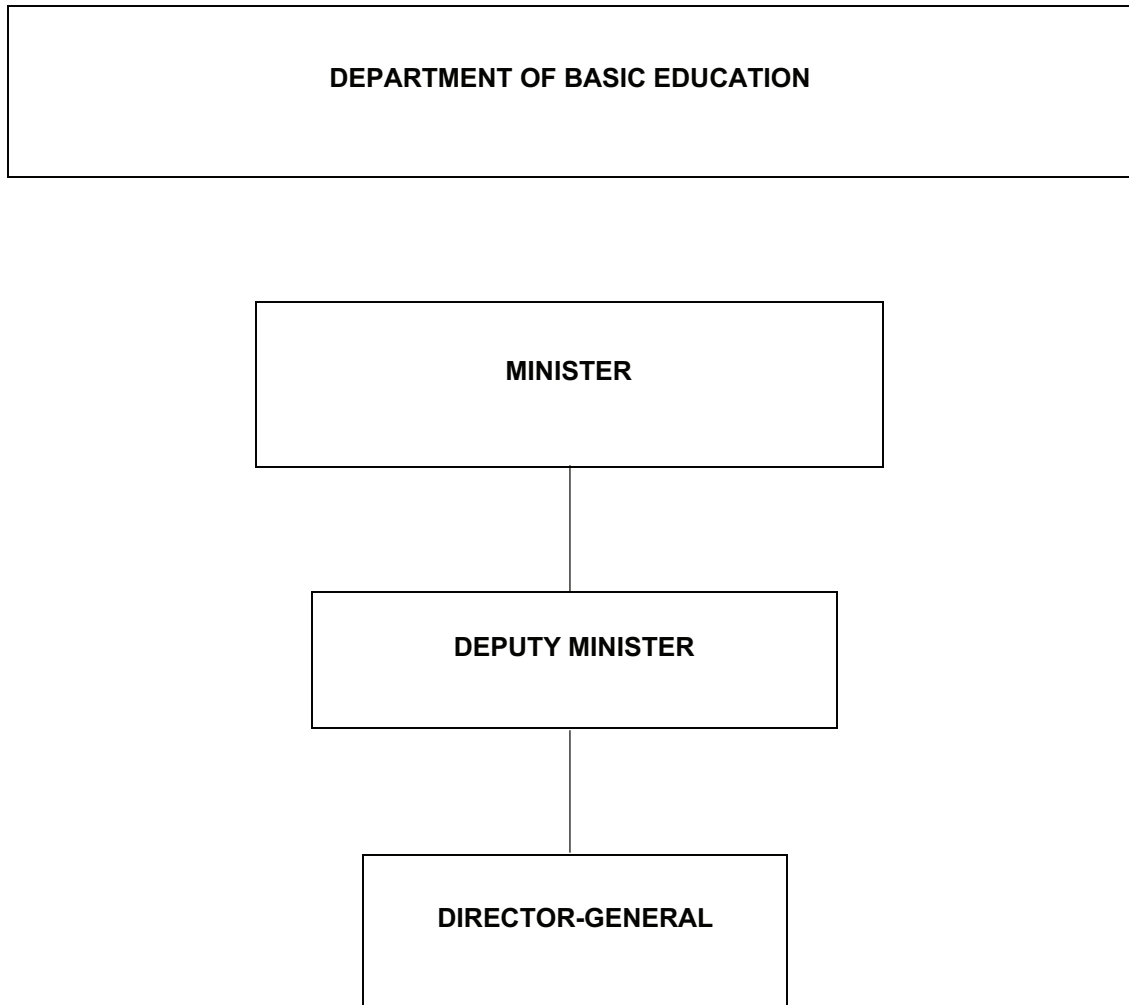 DEPARTMENT OF BASIC EDUCATION
MINISTER
DEPUTY MINISTER
DIRECTOR-GENERAL